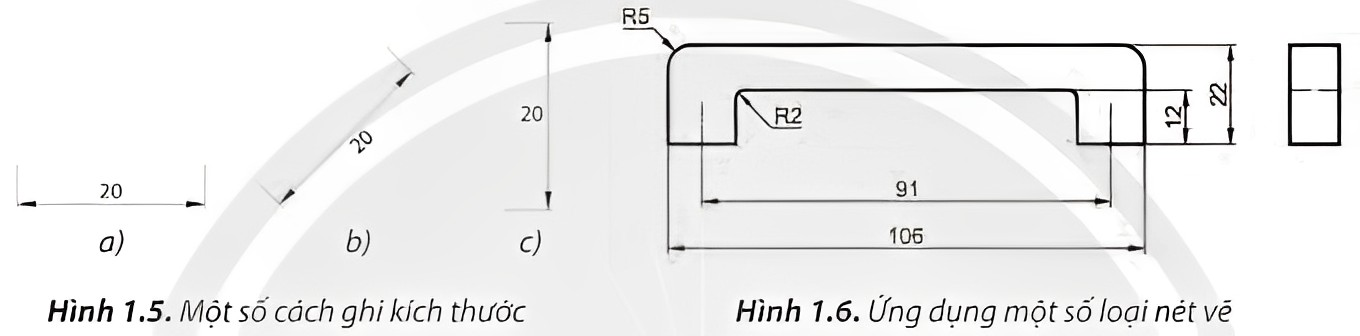 20
a)
20
b)
20
c)
Hình 1.5. Một số cách ghi kích thước
R5
R2
12
22
91
106
Hình 1.6. Ứng dụng một số loại nét vẽ